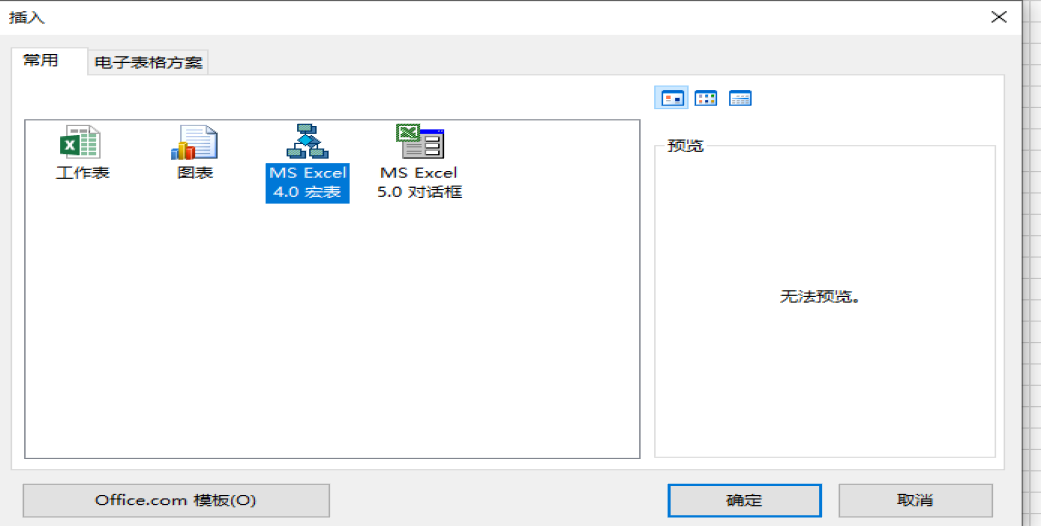 插入
常用
电子表格方案
工作表
图表
MS Excel
4.0 宏表
MS Excel
5.0 对话框
预览
无法预览。
Office.com 模板(O)
确定
取消